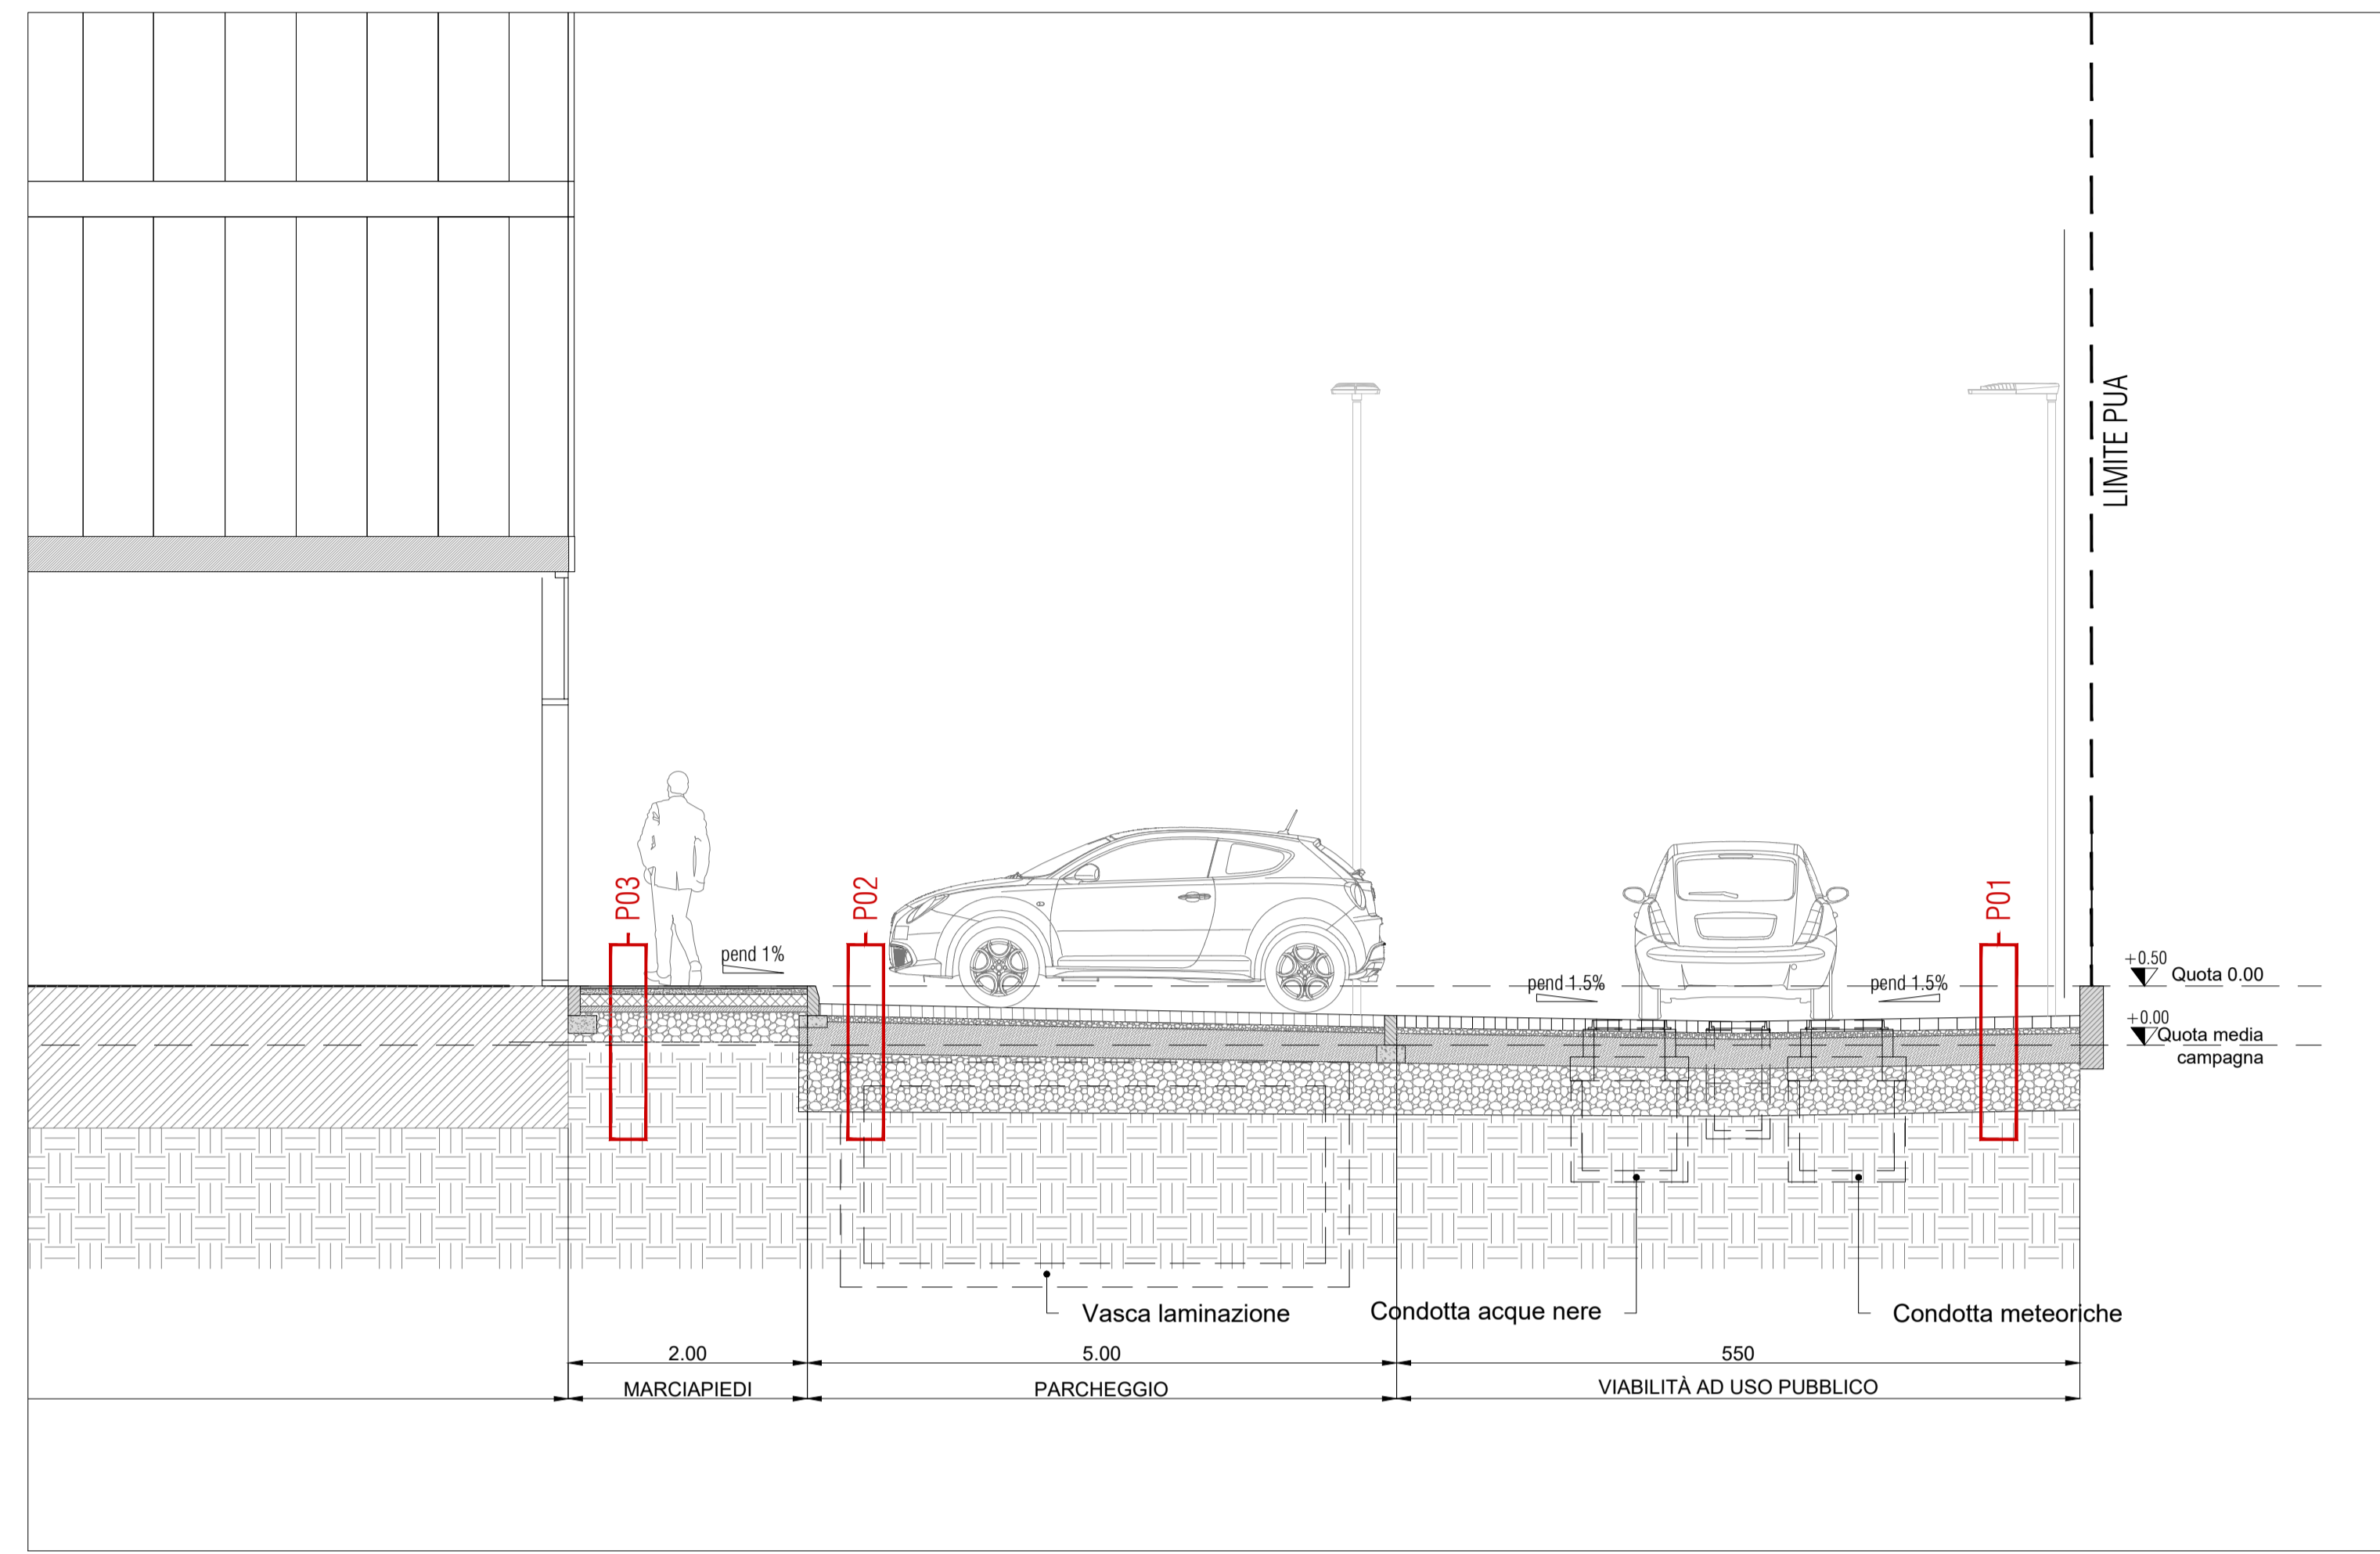 LIMITE PUA
P03
P02
P01
pend 1%
pend 1.5%
pend 1.5%
+0.50
Quota 0.00
+0.00
Quota media
campagna
Vasca laminazione
Condotta acque nere
Condotta meteoriche
2.00
5.00
550
MARCIAPIEDI
PARCHEGGIO
VIABILITÀ AD USO PUBBLICO